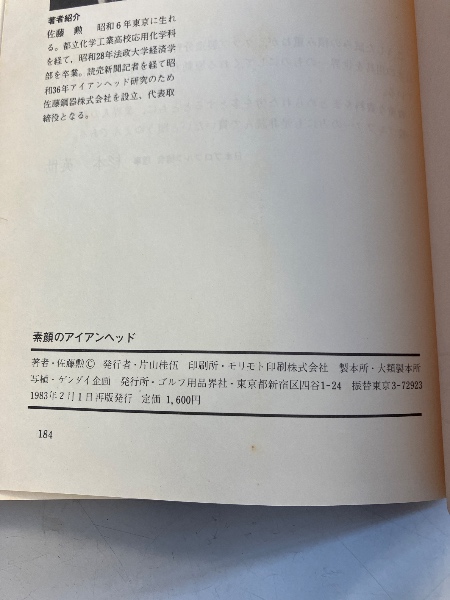 著者紹介
佐藤 勲 昭和6年東京に生れ
る。都立化学工業高校応用化学科
を経て，昭和28年法政大学経済学
部を卒業。読売新聞記者を経て昭
和36年アイアンヘッド研究のため
佐藤鋼器株式会社を設立，代表取
締役となる。
素顔のアイアンヘッド
著者・佐藤勲© 発行者・片山桂伍 印刷所・モリモト印刷株式会社 製本所・大類製本所
写植・ゲンダイ企画 発行所・ゴルフ用品界社・東京都新宿区四谷1-24 振替東京3-72923
1983年2月1日再版発行 定価 1,600円
184